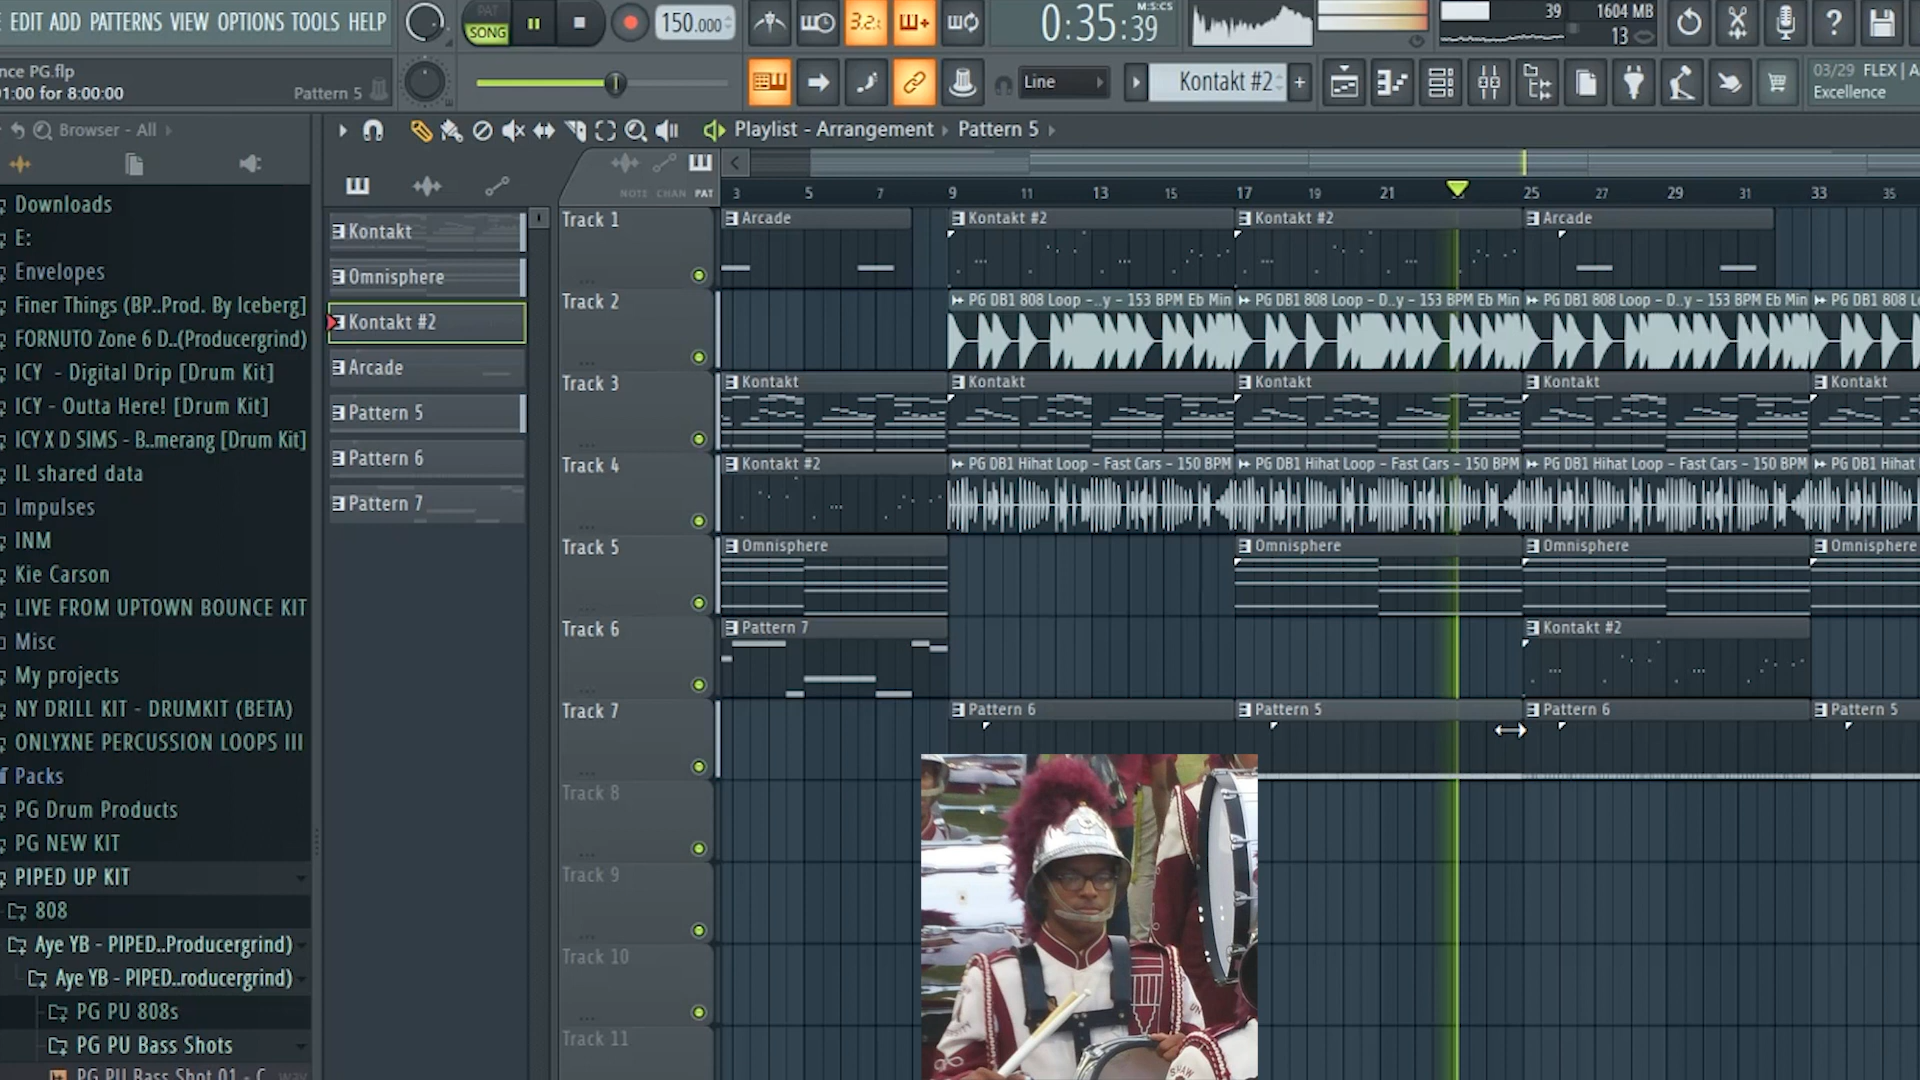 EDIT ADD PATTERNS VIEW OPTIONS TOOLS HELP
PAT
SONG
150.000
3.2:
0:35:39
M:S:CS
39
1604 MB
13
nce PG.flp
01:00 for 8:00:00
Pattern 5
Line
Kontakt #2
03/29 FLEX | A
Excellence
Browser - All
Playlist - Arrangement
Pattern 5
NOTE CHAN PAT
3 5 7 9 11 13 15 17 19 21 25 27 29 31 33 35
Downloads
E:
Envelopes
Finer Things (BP..Prod. By Iceberg]
FORNUTO Zone 6 D..(Producergrind)
ICY - Digital Drip [Drum Kit]
ICY - Outta Here! [Drum Kit]
ICY X D SIMS - B..merang [Drum Kit]
IL shared data
Impulses
INM
Kie Carson
LIVE FROM UPTOWN BOUNCE KIT
Misc
My projects
NY DRILL KIT - DRUMKIT (BETA)
ONLYXNE PERCUSSION LOOPS III
Packs
PG Drum Products
PG NEW KIT
PIPED UP KIT
808
Aye YB - PIPED..Producergrind)
Aye YB - PIPED..roducergrind)
PG PU 808s
PG PU Bass Shots
PG PU Bass Shot 01 - C
Kontakt
Omnisphere
Kontakt #2
Arcade
Pattern 5
Pattern 6
Pattern 7
Track 1
Arcade
Kontakt #2
Kontakt #2
Arcade
Track 2
PG DB1 808 Loop -..y - 153 BPM Eb Min
PG DB1 808 Loop - D..y - 153 BPM Eb Min
PG DB1 808 Loop - D..y - 153 BPM Eb Min
PG DB1 808 L
Track 3
Kontakt
Kontakt
Kontakt
Kontakt
Kontakt
Track 4
Kontakt #2
PG DB1 Hihat Loop - Fast Cars - 150 BPM
PG DB1 Hihat Loop - Fast Cars - 150 BPM
PG DB1 Hihat Loop - Fast Cars - 150 BPM
PG DB1 Hihat
Track 5
Omnisphere
Omnisphere
Omnisphere
Omnisphere
Track 6
Pattern 7
Kontakt #2
Track 7
Pattern 6
Pattern 5
Pattern 6
Pattern 5
Track 8
Track 9
Track 10
Track 11